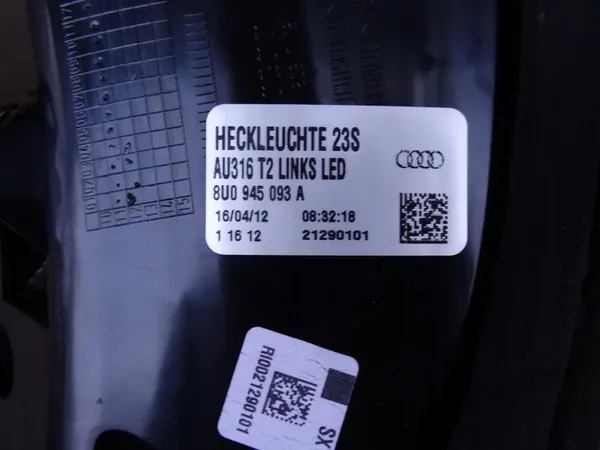 HECKLEUCHTE 23S
AU316 T2 LINKS LED
8U0 945 093 A
16/04/12 08:32:18
1 16 12 21290101
RI0021290101
SX